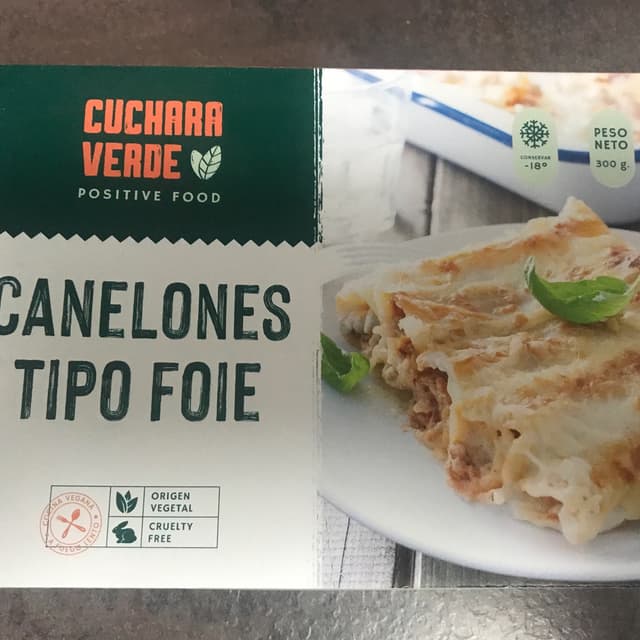 CUCHARA
VERDE
POSITIVE FOOD
CONSERVAR
-18º
PESO
NETO
300 g.
CANELONES
TIPO FOIE
COCINA VEGANA
ORIGEN
VEGETAL
CRUELTY
FREE